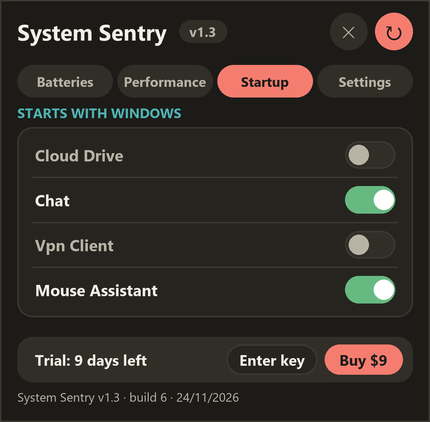 System Sentry v1.3
Batteries Performance Startup Settings
STARTS WITH WINDOWS
Cloud Drive
Chat
Vpn Client
Mouse Assistant
Trial: 9 days left Enter key Buy $9
System Sentry v1.3 · build 6 · 24/11/2026